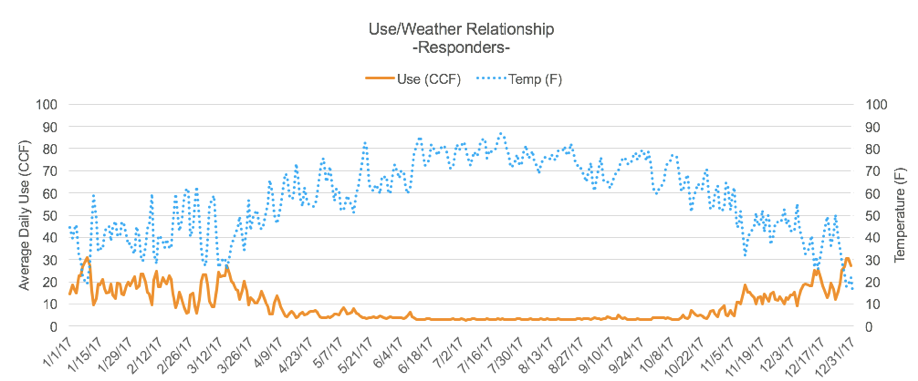 Use/Weather Relationship
-Responders-
Use (CCF) Temp (F)
100 100
90 90
80 80
70 70
60 60
50 50
40 40
30 30
20 20
10 10
0 0
Average Daily Use (CCF)
Temperature (F)
1/1/17 1/15/17 1/29/17 2/12/17 2/26/17 3/12/17 3/26/17 4/9/17 4/23/17 5/7/17 5/21/17 6/4/17 6/18/17 7/2/17 7/16/17 7/30/17 8/13/17 8/27/17 9/10/17 9/24/17 10/8/17 10/22/17 11/5/17 11/19/17 12/3/17 12/17/17 12/31/17